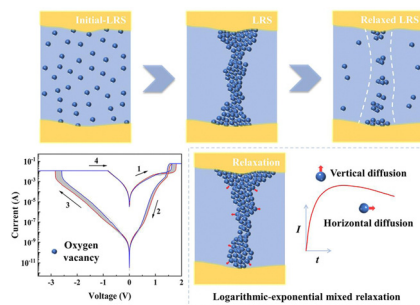 Initial-LRS
LRS
Relaxed LRS
10⁻¹
10⁻³
10⁻⁵
10⁻⁷
10⁻⁹
10⁻¹¹
Current (A)
4
1
2
3
Oxygen
vacancy
-3
-2
-1
0
1
2
Voltage (V)
Relaxation
Vertical diffusion
Horizontal diffusion
I
t
Logarithmic-exponential mixed relaxation